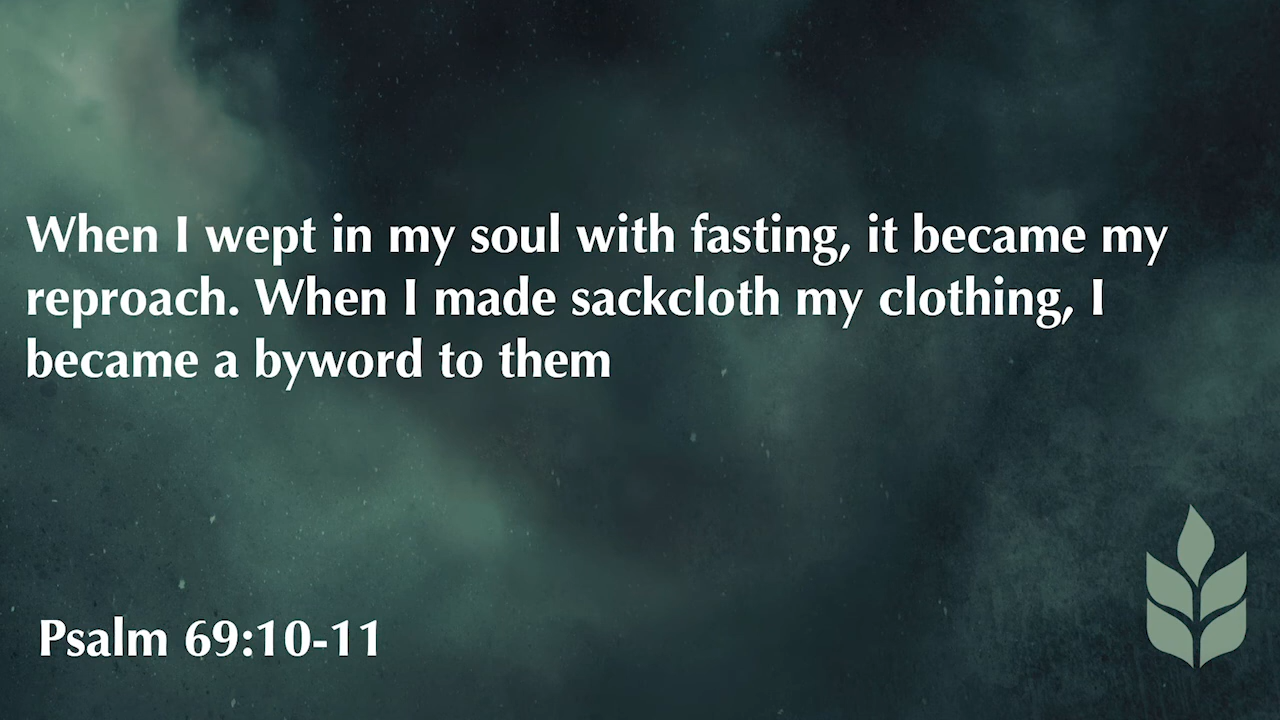 When I wept in my soul with fasting, it became my
reproach. When I made sackcloth my clothing, I
became a byword to them
Psalm 69:10-11